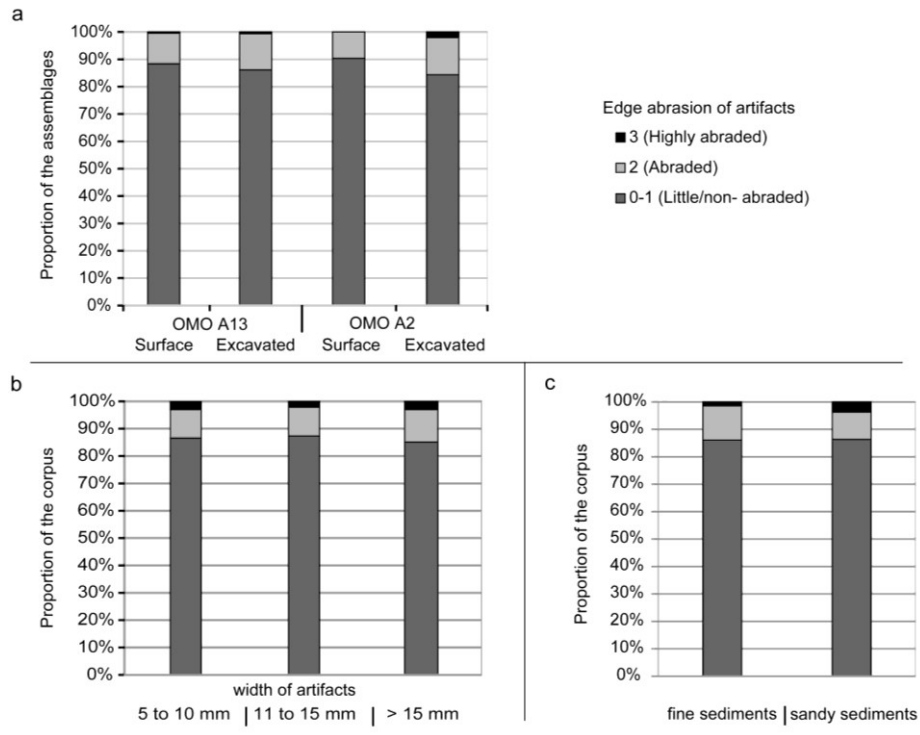 a
Proportion of the assemblages
100%
90%
80%
70%
60%
50%
40%
30%
20%
10%
0%
OMO A13 | OMO A2
Surface Excavated Surface Excavated
Edge abrasion of artifacts
3 (Highly abraded)
2 (Abraded)
0-1 (Little/non- abraded)
b
Proportion of the corpus
100%
90%
80%
70%
60%
50%
40%
30%
20%
10%
0%
width of artifacts
5 to 10 mm | 11 to 15 mm | > 15 mm
c
Proportion of the corpus
100%
90%
80%
70%
60%
50%
40%
30%
20%
10%
0%
fine sediments | sandy sediments